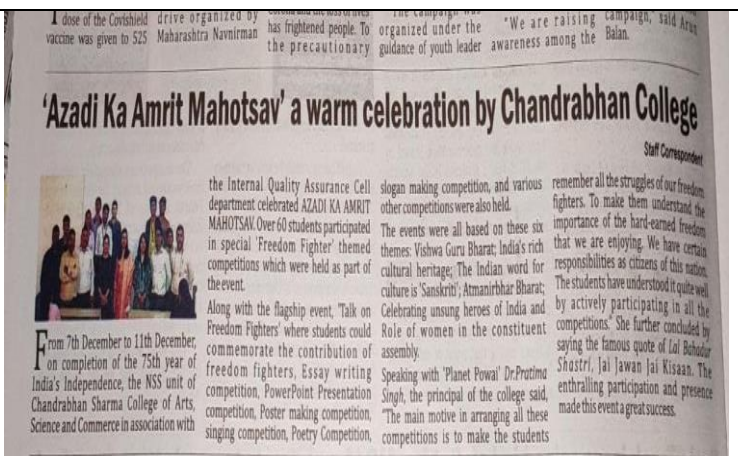 dose of the Covishield
vaccine was given to 525
drive organized by
Maharashtra Navnirman
has frightened people. To
the precautionary
organized under the
guidance of youth leader
"We are raising
awareness among the
campaign," said Arun
Balan.
'Azadi Ka Amrit Mahotsav' a warm celebration by Chandrabhan College
Staff Correspondent
From 7th December to 11th December,
on completion of the 75th year of
India's Independence, the NSS unit of
Chandrabhan Sharma College of Arts,
Science and Commerce in association with
the Internal Quality Assurance Cell
department celebrated AZADI KA AMRIT
MAHOTSAV. Over 60 students participated
in special 'Freedom Fighter' themed
competitions which were held as part of
the event.
Along with the flagship event, 'Talk on
Freedom Fighters' where students could
commemorate the contribution of
freedom fighters, Essay writing
competition, PowerPoint Presentation
competition, Poster making competition,
singing competition, Poetry Competition,
slogan making competition, and various
other competitions were also held.
The events were all based on these six
themes: Vishwa Guru Bharat; India's rich
cultural heritage; The Indian word for
culture is 'Sanskriti'; Atmanirbhar Bharat;
Celebrating unsung heroes of India and
Role of women in the constituent
assembly.
Speaking with 'Planet Powai' Dr.Pratima
Singh, the principal of the college said,
"The main motive in arranging all these
competitions is to make the students
remember all the struggles of our freedom
fighters. To make them understand the
importance of the hard-earned freedom
that we are enjoying. We have certain
responsibilities as citizens of this nation.
The students have understood it quite well
by actively participating in all the
competitions." She further concluded by
saying the famous quote of Lal Bahadur
Shastri, Jai Jawan Jai Kisaan. The
enthralling participation and presence
made this event a great success.